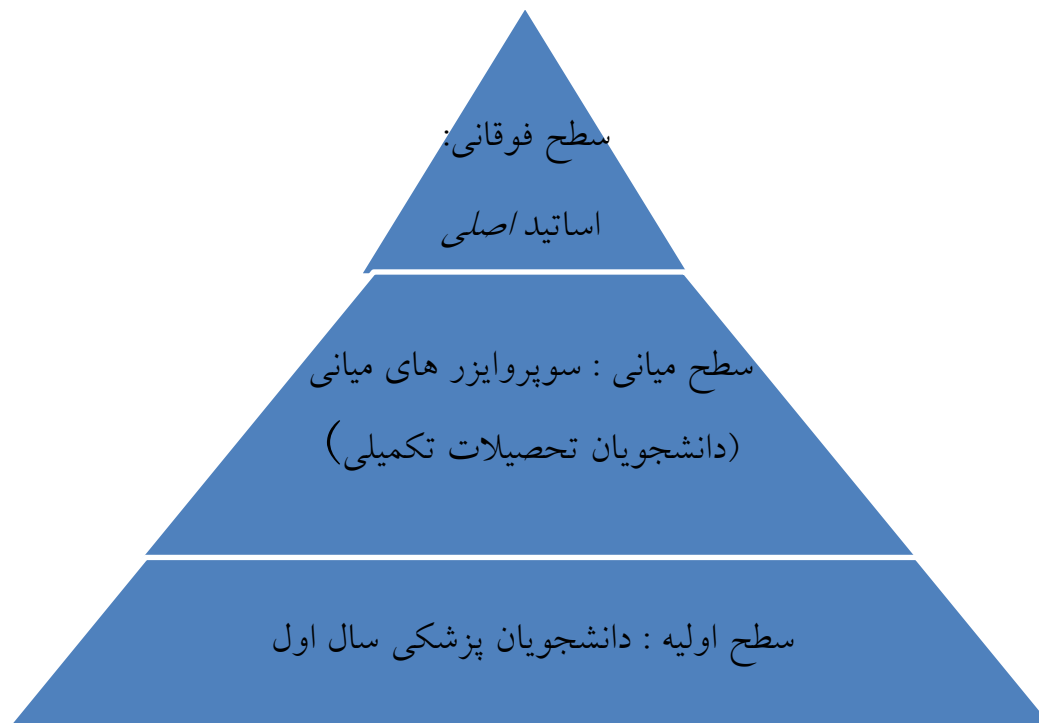 سطح فوقانی:
اساتید اصلی
سطح میانی : سوپروایزر های میانی
(دانشجویان تحصیلات تکمیلی)
سطح اولیه : دانشجویان پزشکی سال اول